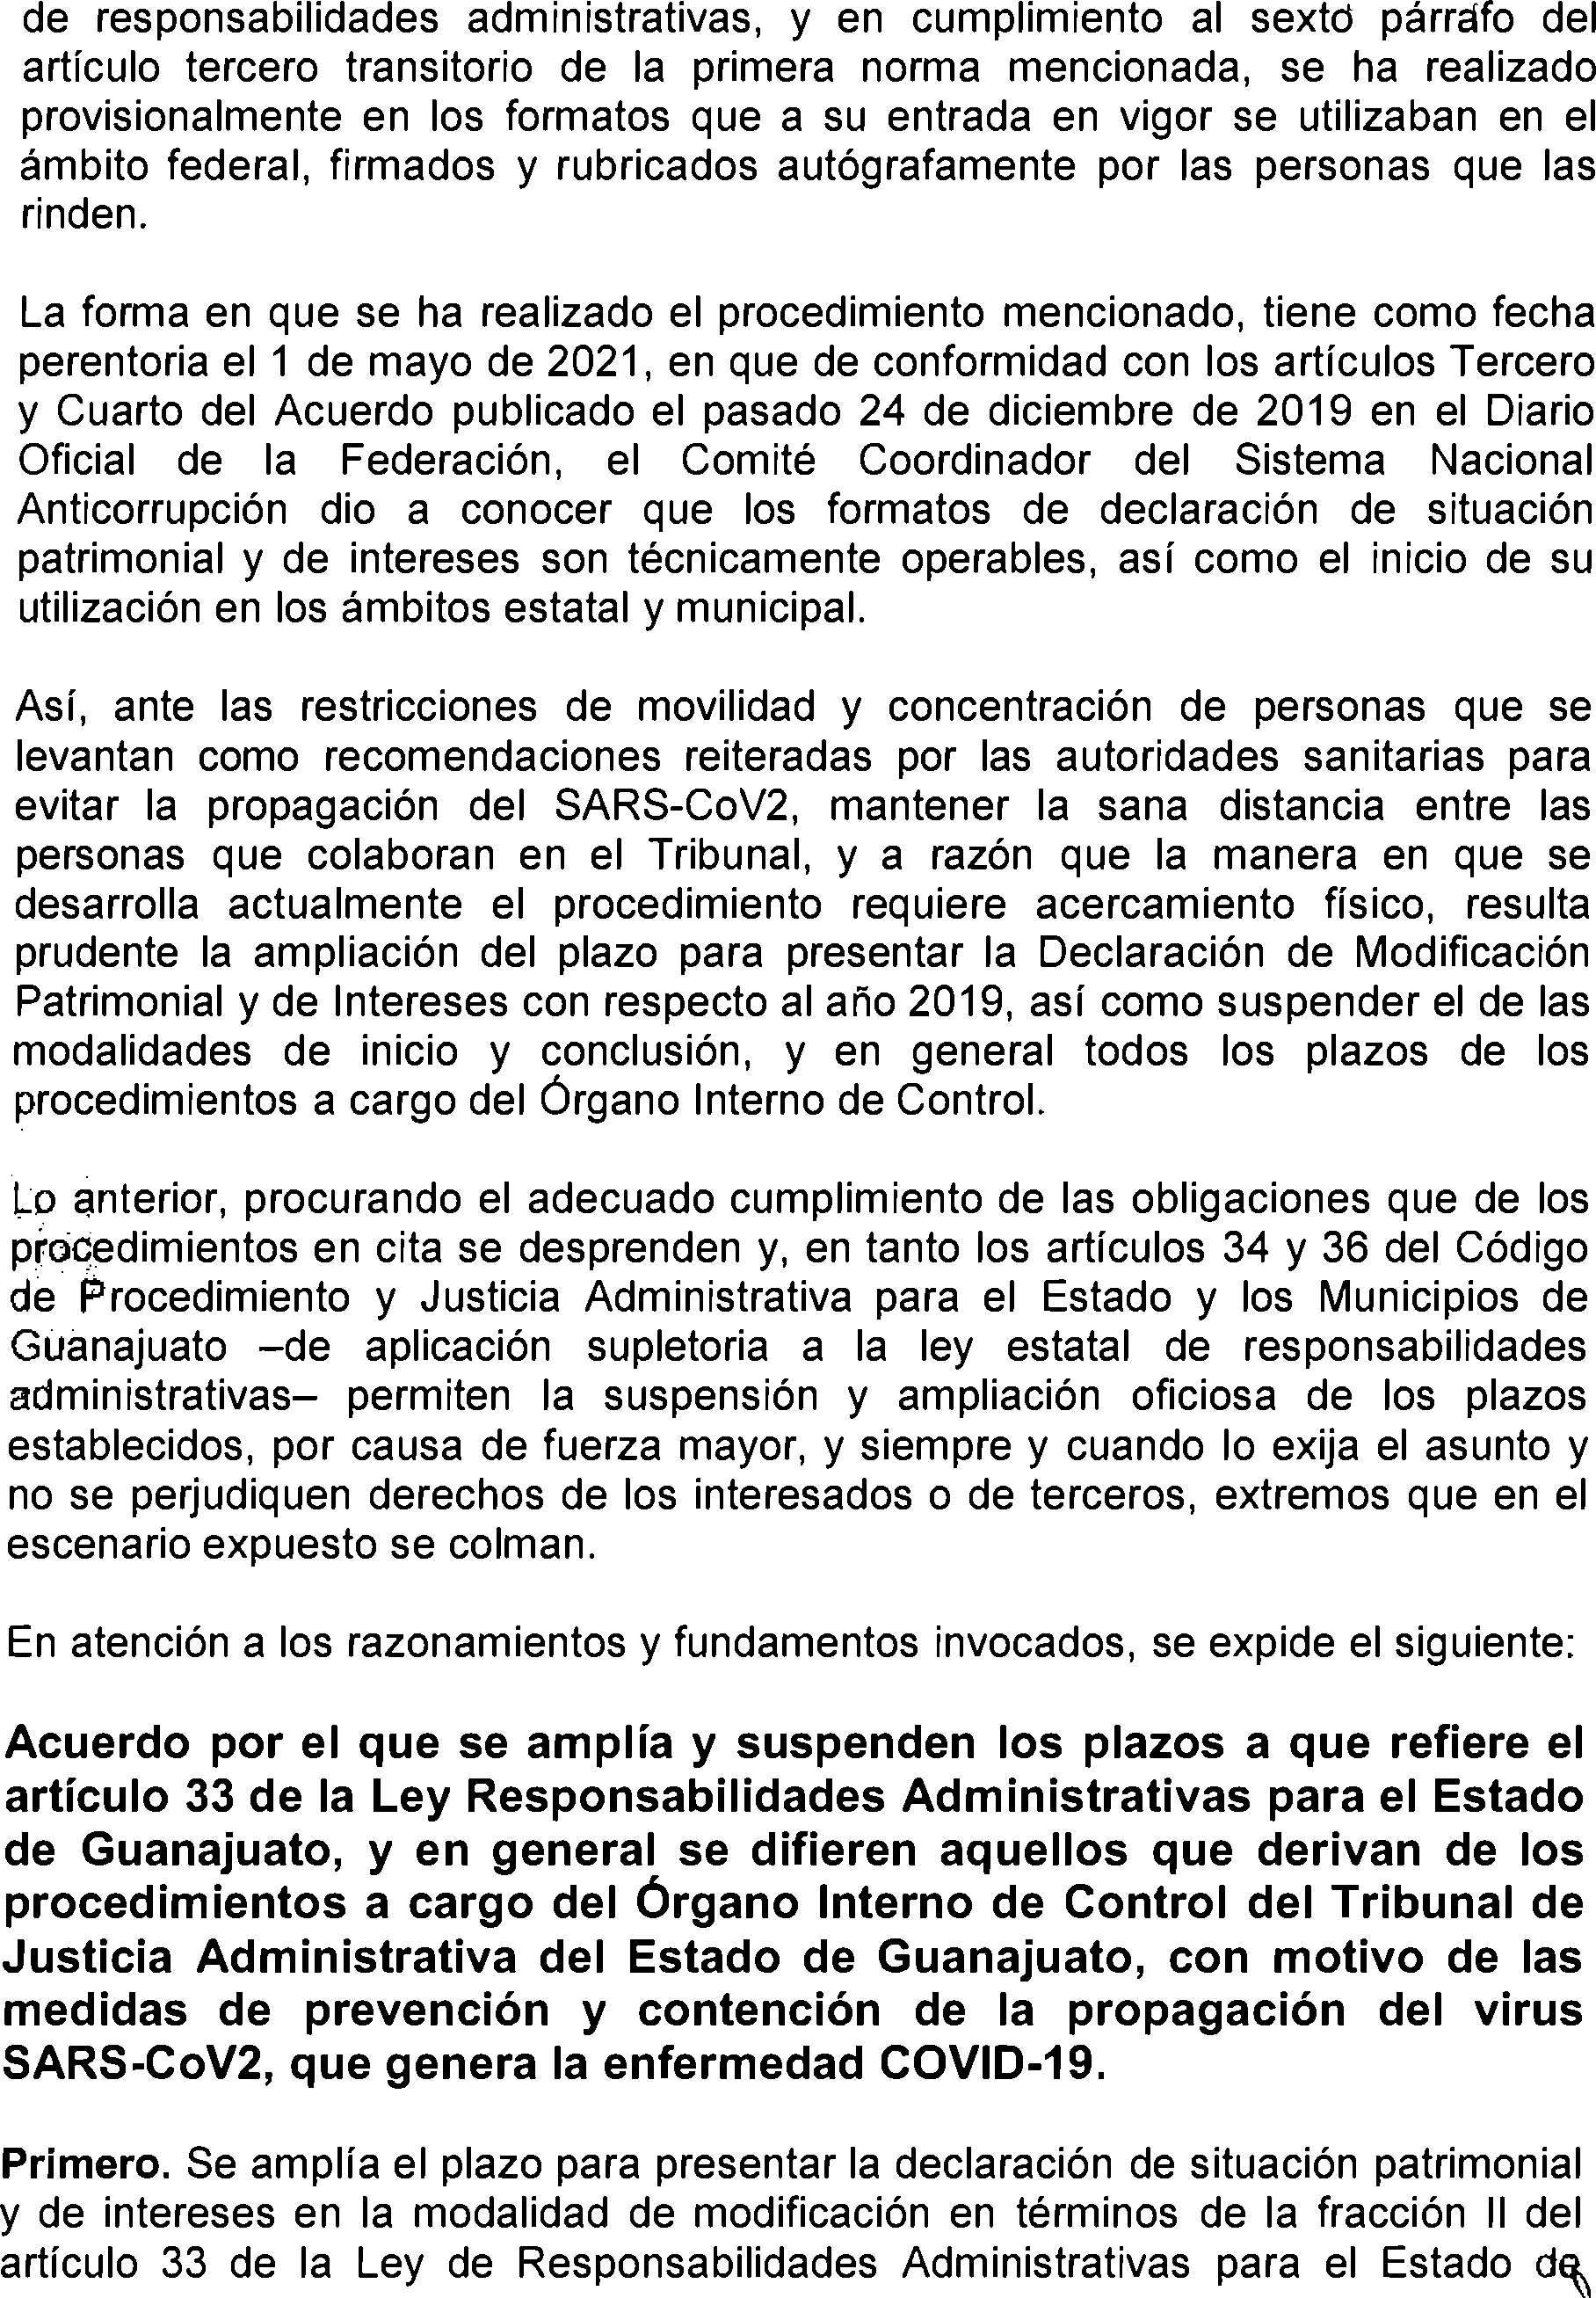 de responsabilidades administrativas, y en cumplimiento al sexto párrafo del
artículo tercero transitorio de la primera norma mencionada, se ha realizado
provisionalmente en los formatos que a su entrada en vigor se utilizaban en el
ámbito federal, firmados y rubricados autógrafamente por las personas que las
rinden.

La forma en que se ha realizado el procedimiento mencionado, tiene como fecha
perentoria el 1 de mayo de 2021, en que de conformidad con los artículos Tercero
y Cuarto del Acuerdo publicado el pasado 24 de diciembre de 2019 en el Diario
Oficial de la Federación, el Comité Coordinador del Sistema Nacional
Anticorrupción dio a conocer que los formatos de declaración de situación
patrimonial y de intereses son técnicamente operables, así como el inicio de su
utilización en los ámbitos estatal y municipal.

Así, ante las restricciones de movilidad y concentración de personas que se
levantan como recomendaciones reiteradas por las autoridades sanitarias para
evitar la propagación del SARS-CoV2, mantener la sana distancia entre las
personas que colaboran en el Tribunal, y a razón que la manera en que se
desarrolla actualmente el procedimiento requiere acercamiento físico, resulta
prudente la ampliación del plazo para presentar la Declaración de Modificación
Patrimonial y de Intereses con respecto al año 2019, así como suspender el de las
modalidades de inicio y conclusión, y en general todos los plazos de los
procedimientos a cargo del Órgano Interno de Control.

Lo anterior, procurando el adecuado cumplimiento de las obligaciones que de los
procedimientos en cita se desprenden y, en tanto los artículos 34 y 36 del Código
de Procedimiento y Justicia Administrativa para el Estado y los Municipios de
Guanajuato –de aplicación supletoria a la ley estatal de responsabilidades
administrativas– permiten la suspensión y ampliación oficiosa de los plazos
establecidos, por causa de fuerza mayor, y siempre y cuando lo exija el asunto y
no se perjudiquen derechos de los interesados o de terceros, extremos que en el
escenario expuesto se colman.

En atención a los razonamientos y fundamentos invocados, se expide el siguiente:

Acuerdo por el que se amplía y suspenden los plazos a que refiere el
artículo 33 de la Ley Responsabilidades Administrativas para el Estado
de Guanajuato, y en general se difieren aquellos que derivan de los
procedimientos a cargo del Órgano Interno de Control del Tribunal de
Justicia Administrativa del Estado de Guanajuato, con motivo de las
medidas de prevención y contención de la propagación del virus
SARS-CoV2, que genera la enfermedad COVID-19.

Primero. Se amplía el plazo para presentar la declaración de situación patrimonial
y de intereses en la modalidad de modificación en términos de la fracción II del
artículo 33 de la Ley de Responsabilidades Administrativas para el Estado de